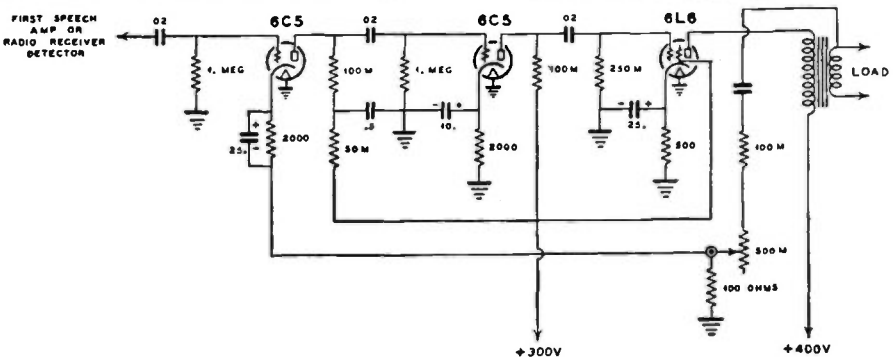 FIRST SPEECH
AMP OR
RADIO RECEIVER
DETECTOR
02
6C5
02
6C5
02
6L6
LOAD
1. MEG
100 M
1. MEG
100 M
250 M
.5
10.
25.
25.
2000
50 M
2000
500
100 M
500 M
100 OHMS
+300V
+400V